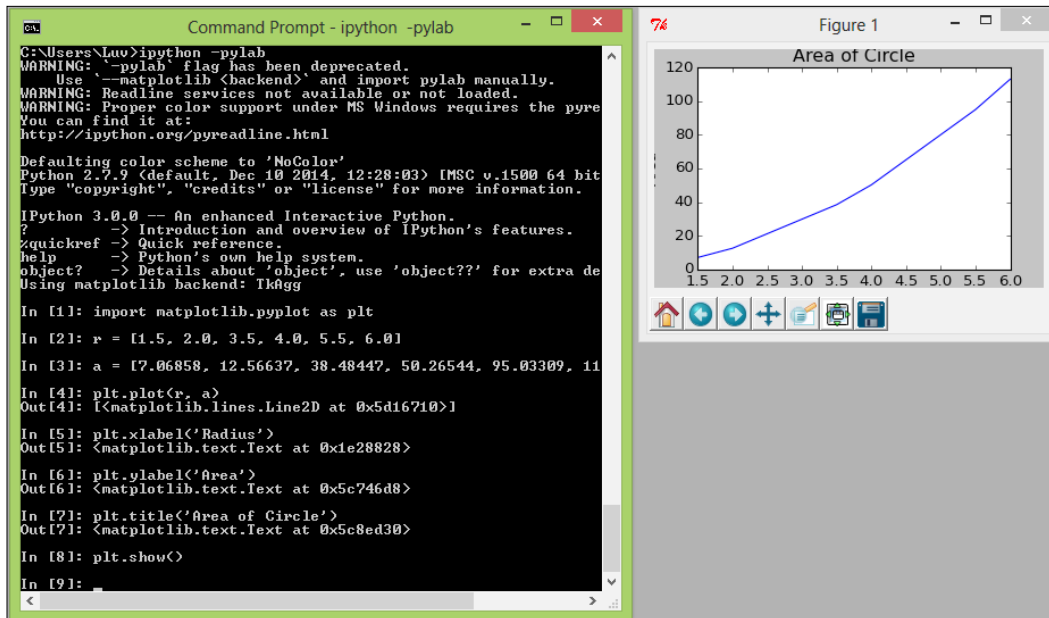 Command Prompt - ipython -pylab
C:\Users\Luv>ipython -pylab
WARNING: `-pylab` flag has been deprecated.
    Use `--matplotlib <backend>` and import pylab manually.
WARNING: Readline services not available or not loaded.
WARNING: Proper color support under MS Windows requires the pyre
You can find it at:
http://ipython.org/pyreadline.html
Defaulting color scheme to 'NoColor'
Python 2.7.9 (default, Dec 10 2014, 12:28:03) [MSC v.1500 64 bit
Type "copyright", "credits" or "license" for more information.
IPython 3.0.0 -- An enhanced Interactive Python.
?         -> Introduction and overview of IPython's features.
%quickref -> Quick reference.
help      -> Python's own help system.
object?   -> Details about 'object', use 'object??' for extra de
Using matplotlib backend: TkAgg
In [1]: import matplotlib.pyplot as plt
In [2]: r = [1.5, 2.0, 3.5, 4.0, 5.5, 6.0]
In [3]: a = [7.06858, 12.56637, 38.48447, 50.26544, 95.03309, 11
In [4]: plt.plot(r, a)
Out[4]: [<matplotlib.lines.Line2D at 0x5d16710>]
In [5]: plt.xlabel('Radius')
Out[5]: <matplotlib.text.Text at 0x1e28828>
In [6]: plt.ylabel('Area')
Out[6]: <matplotlib.text.Text at 0x5c746d8>
In [7]: plt.title('Area of Circle')
Out[7]: <matplotlib.text.Text at 0x5c8ed30>
In [8]: plt.show()
In [9]:
Figure 1
Area of Circle
120
100
80
60
40
20
0
1.5 2.0 2.5 3.0 3.5 4.0 4.5 5.0 5.5 6.0